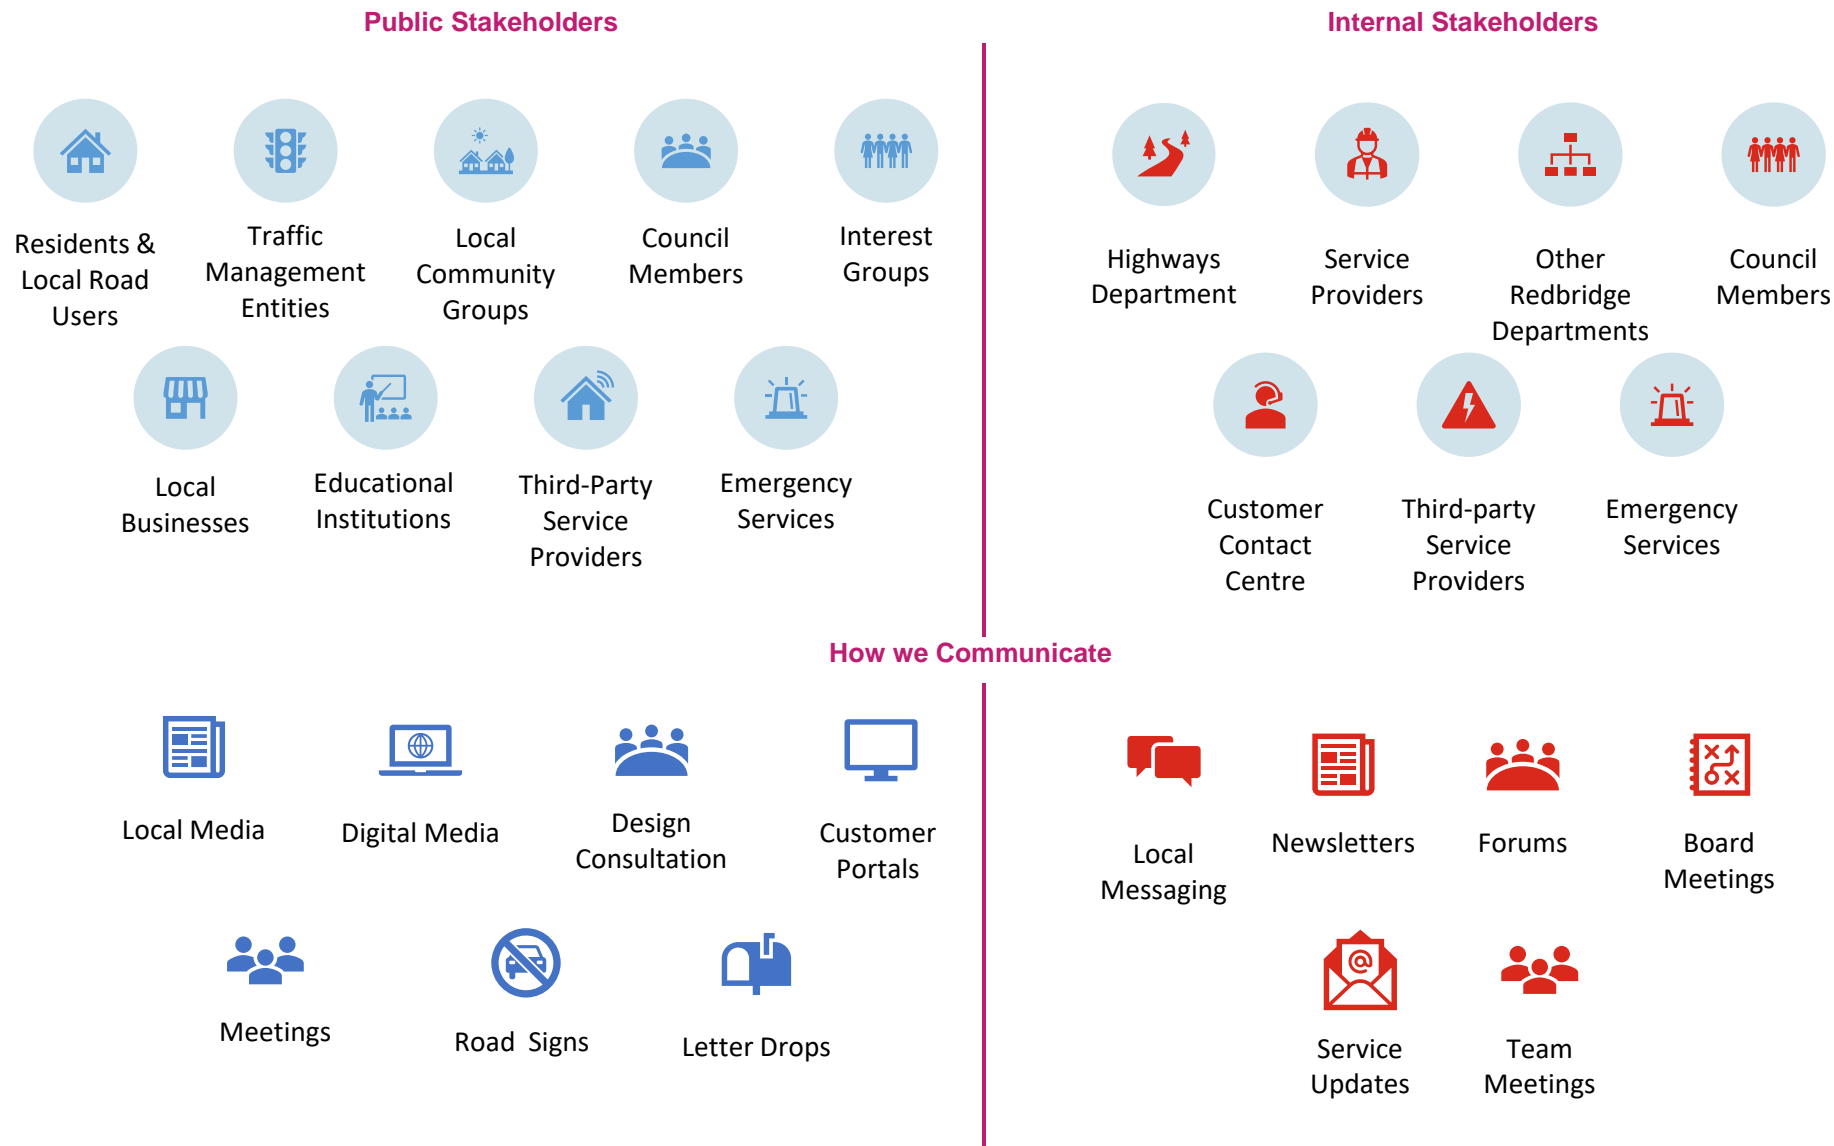 Public Stakeholders
Internal Stakeholders
Residents &
Local Road
Users
Traffic
Management
Entities
Local
Community
Groups
Council
Members
Interest
Groups
Local
Businesses
Educational
Institutions
Third-Party
Service
Providers
Emergency
Services
Highways
Department
Service
Providers
Other
Redbridge
Departments
Council
Members
Customer
Contact
Centre
Third-party
Service
Providers
Emergency
Services
How we Communicate
Local Media
Digital Media
Design
Consultation
Customer
Portals
Meetings
Road  Signs
Letter Drops
Local
Messaging
Newsletters
Forums
Board
Meetings
Service
Updates
Team
Meetings